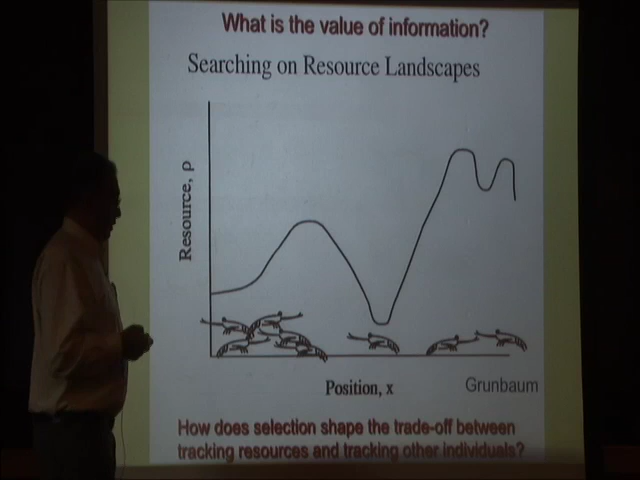 What is the value of information?
Searching on Resource Landscapes
Resource, ρ
Position, x
Grunbaum
How does selection shape the trade-off between
tracking resources and tracking other individuals?